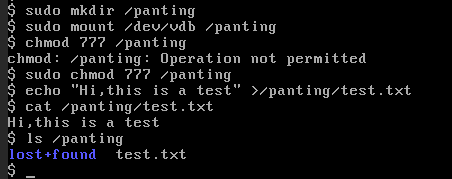 $ sudo mkdir /panting
$ sudo mount /dev/vdb /panting
$ chmod 777 /panting
chmod: /panting: Operation not permitted
$ sudo chmod 777 /panting
$ echo "Hi,this is a test" >/panting/test.txt
$ cat /panting/test.txt
Hi,this is a test
$ ls /panting
lost+found  test.txt
$ _